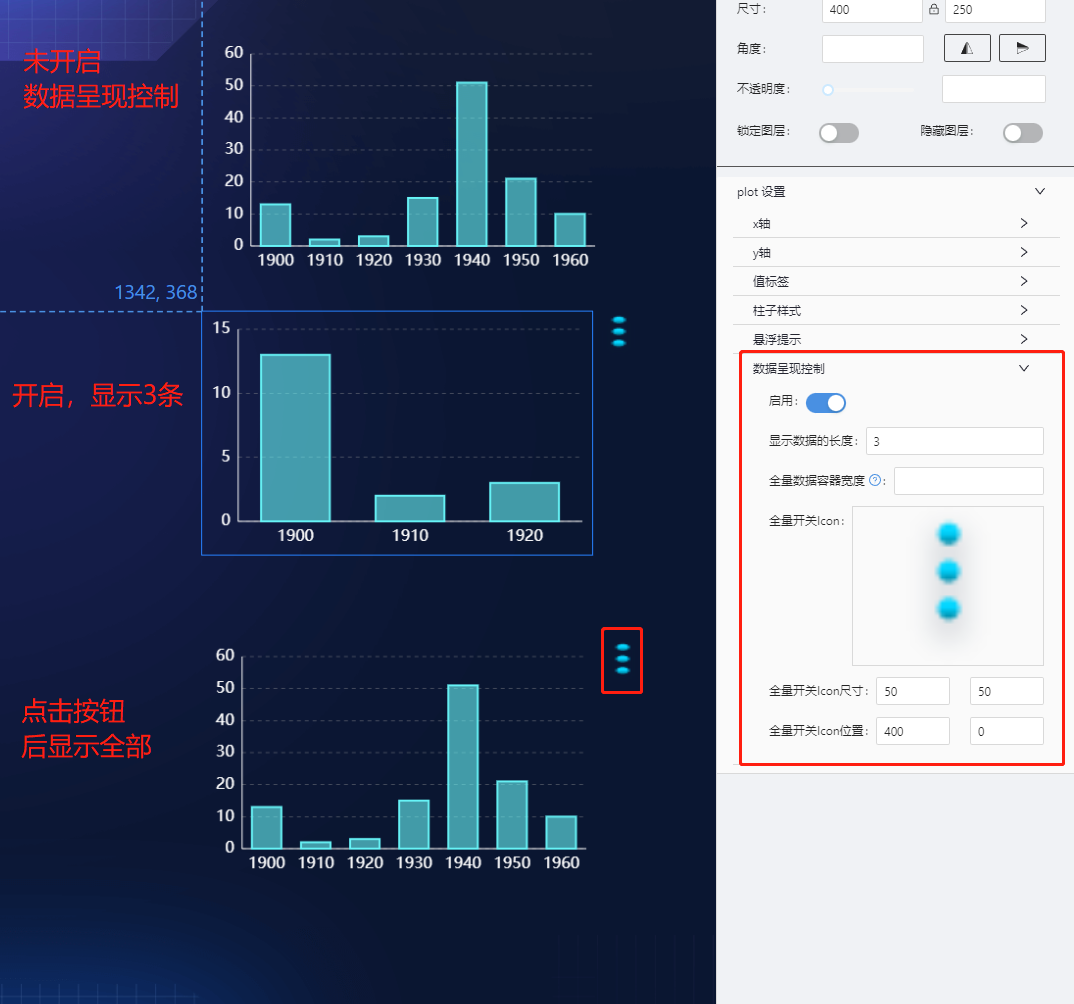 未开启
数据呈现控制
60
50
40
30
20
10
0
1900 1910 1920 1930 1940 1950 1960
1342, 368
开启，显示3条
15
10
5
0
1900 1910 1920
点击按钮
后显示全部
60
50
40
30
20
10
0
1900 1910 1920 1930 1940 1950 1960
尺寸： 400 250
角度：
不透明度：
锁定图层： 隐藏图层：
plot 设置
x轴
y轴
值标签
柱子样式
悬浮提示
数据呈现控制
启用：
显示数据的长度： 3
全量数据容器宽度 ?：
全量开关Icon：
全量开关Icon尺寸： 50 50
全量开关Icon位置： 400 0